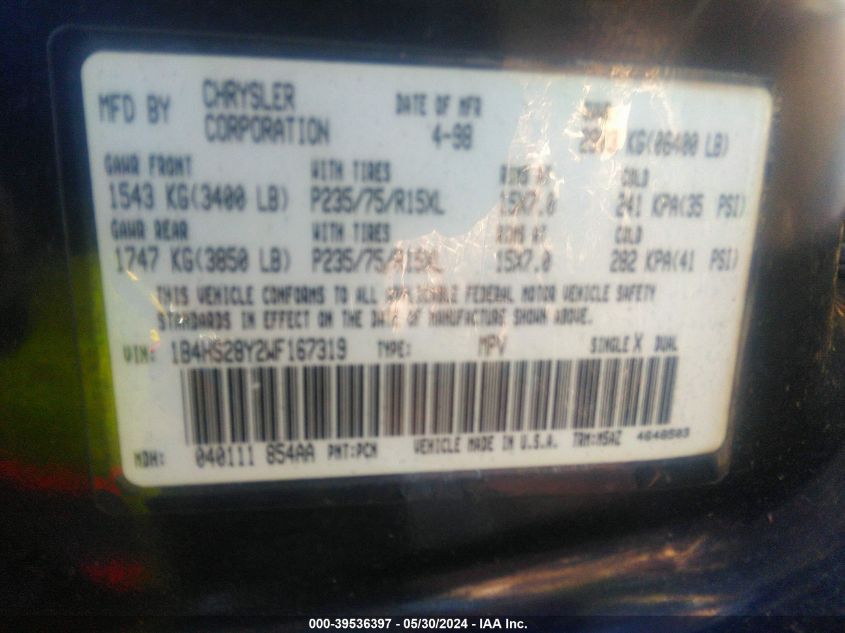 MFD BY CHRYSLER CORPORATION DATE OF MFR 4-98 KG(06400 LB)
GAWR FRONT WITH TIRES RIMS AT COLD
1543 KG(3400 LB) P235/75/R15XL 15X7.0 241 KPA(35 PSI)
GAWR REAR WITH TIRES RIMS AT COLD
1747 KG(3850 LB) P235/75/R15XL 15X7.0 282 KPA(41 PSI)
THIS VEHICLE CONFORMS TO ALL APPLICABLE FEDERAL MOTOR VEHICLE SAFETY
STANDARDS IN EFFECT ON THE DATE OF MANUFACTURE SHOWN ABOVE.
VIN: 1B4HS28Y2WF167319 TYPE: MPV SINGLE X DUAL
MDH: 040111 854AA PNT:PCH VEHICLE MADE IN U.S.A. TRM:M5AZ 4648503
000-39536397 - 05/30/2024 - IAA Inc.